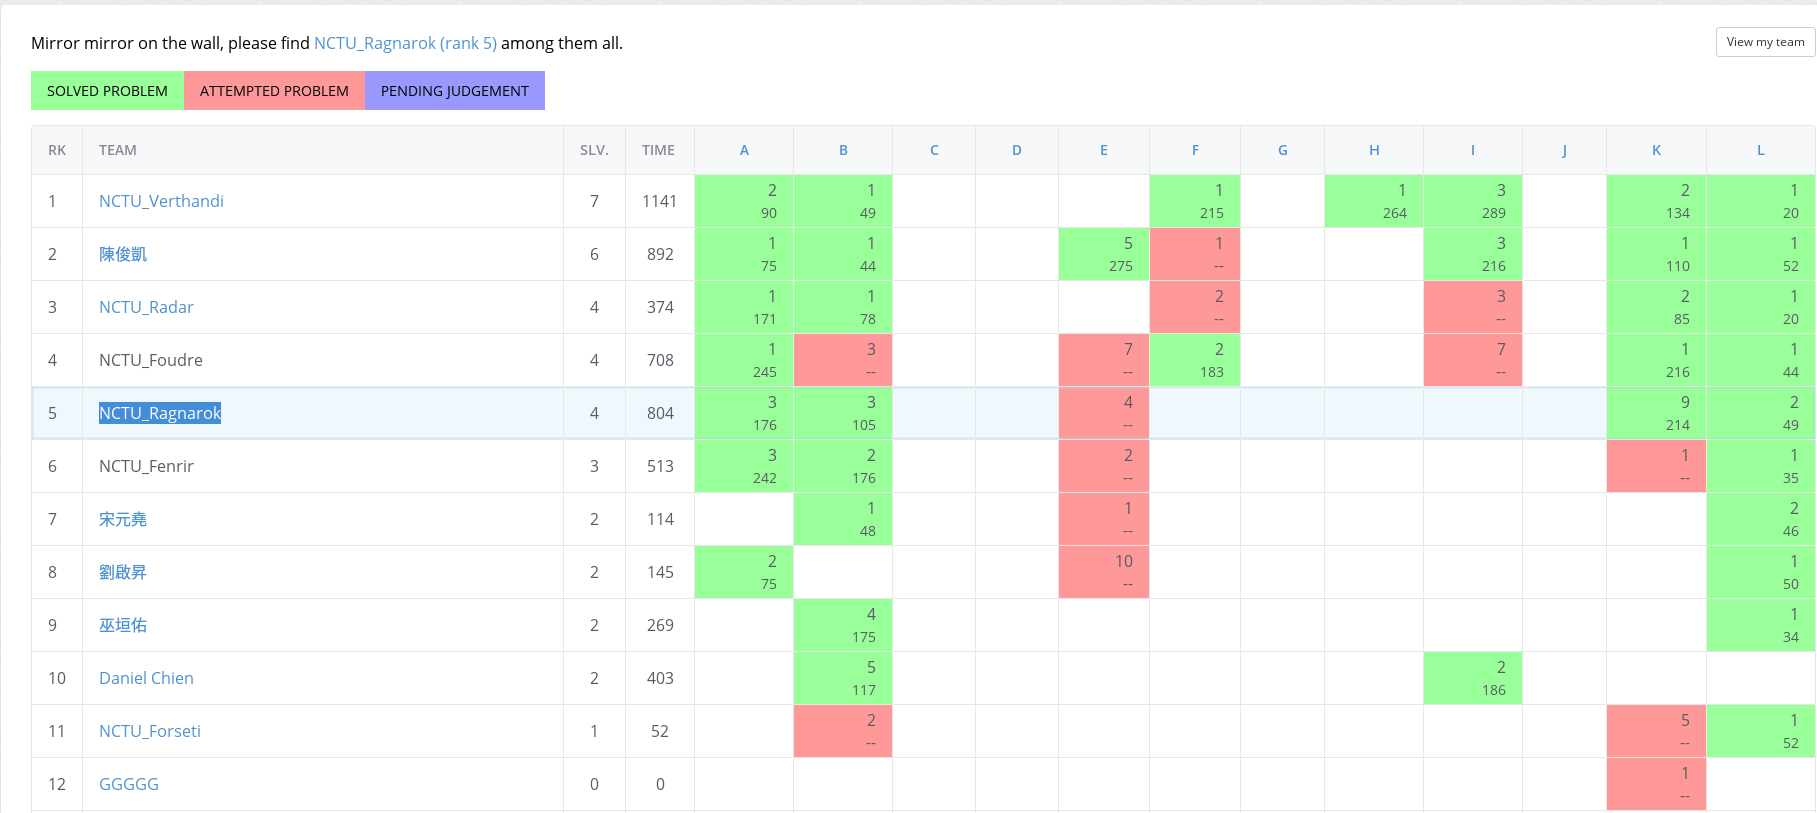 Mirror mirror on the wall, please find NCTU_Ragnarok (rank 5) among them all.
View my team
SOLVED PROBLEM ATTEMPTED PROBLEM PENDING JUDGEMENT
RK TEAM SLV. TIME A B C D E F G H I J K L
1 NCTU_Verthandi 7 1141 2 1 1 1 3 2 1
90 49 215 264 289 134 20
2 陳俊凱 6 892 1 1 5 1 3 1 1
75 44 275 -- 216 110 52
3 NCTU_Radar 4 374 1 1 2 3 2 1
171 78 -- -- 85 20
4 NCTU_Foudre 4 708 1 3 7 2 7 1 1
245 -- -- 183 -- 216 44
5 NCTU_Ragnarok 4 804 3 3 4 9 2
176 105 -- 214 49
6 NCTU_Fenrir 3 513 3 2 2 1 1
242 176 -- -- 35
7 宋元堯 2 114 1 1 2
48 -- 46
8 劉啟昇 2 145 2 10 1
75 -- 50
9 巫垣佑 2 269 4 1
175 34
10 Daniel Chien 2 403 5 2
117 186
11 NCTU_Forseti 1 52 2 5 1
-- -- 52
12 GGGGG 0 0 1
--